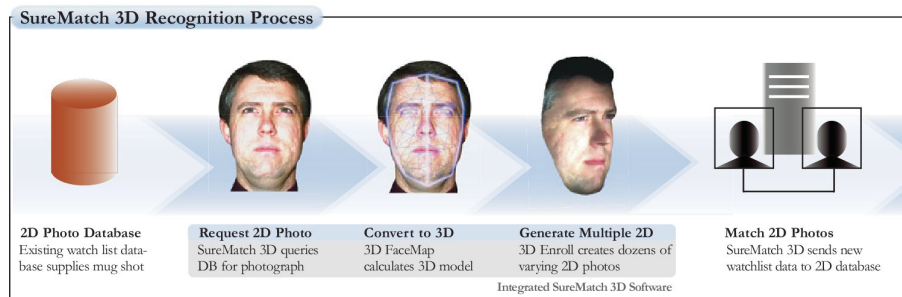 SureMatch 3D Recognition Process
2D Photo Database
Existing watch list data-
base supplies mug shot
Request 2D Photo
SureMatch 3D queries
DB for photograph
Convert to 3D
3D FaceMap
calculates 3D model
Generate Multiple 2D
3D Enroll creates dozens of
varying 2D photos
Match 2D Photos
SureMatch 3D sends new
watchlist data to 2D database
Integrated SureMatch 3D Software